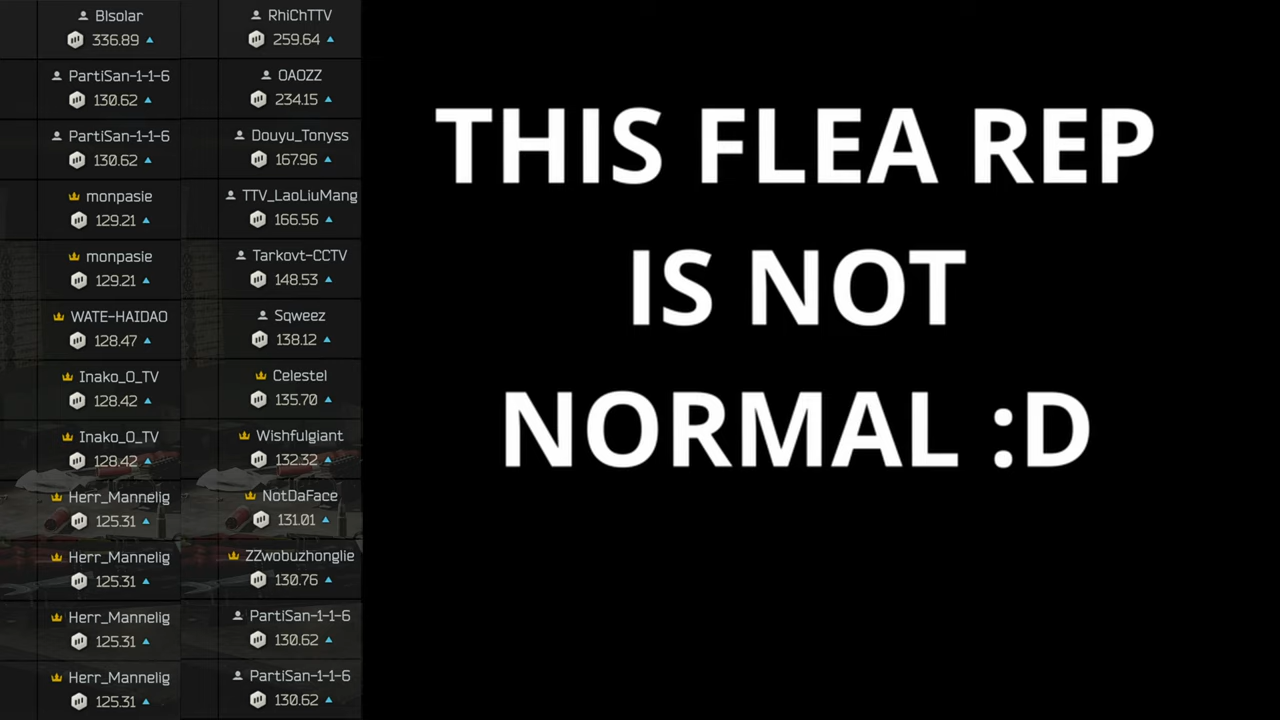 Blsolar
336.89
PartiSan-1-1-6
130.62
PartiSan-1-1-6
130.62
monpasie
129.21
monpasie
129.21
WATE-HAIDAO
128.47
Inako_O_TV
128.42
Inako_O_TV
128.42
Herr_Mannelig
125.31
Herr_Mannelig
125.31
Herr_Mannelig
125.31
Herr_Mannelig
125.31
RhiChTTV
259.64
OAOZZ
234.15
Douyu_Tonyss
167.96
TTV_LaoLiuMang
166.56
Tarkovt-CCTV
148.53
Sqweez
138.12
Celestel
135.70
Wishfulgiant
132.32
NotDaFace
131.01
ZZwobuzhonglie
130.76
PartiSan-1-1-6
130.62
PartiSan-1-1-6
130.62
THIS FLEA REP
IS NOT
NORMAL :D